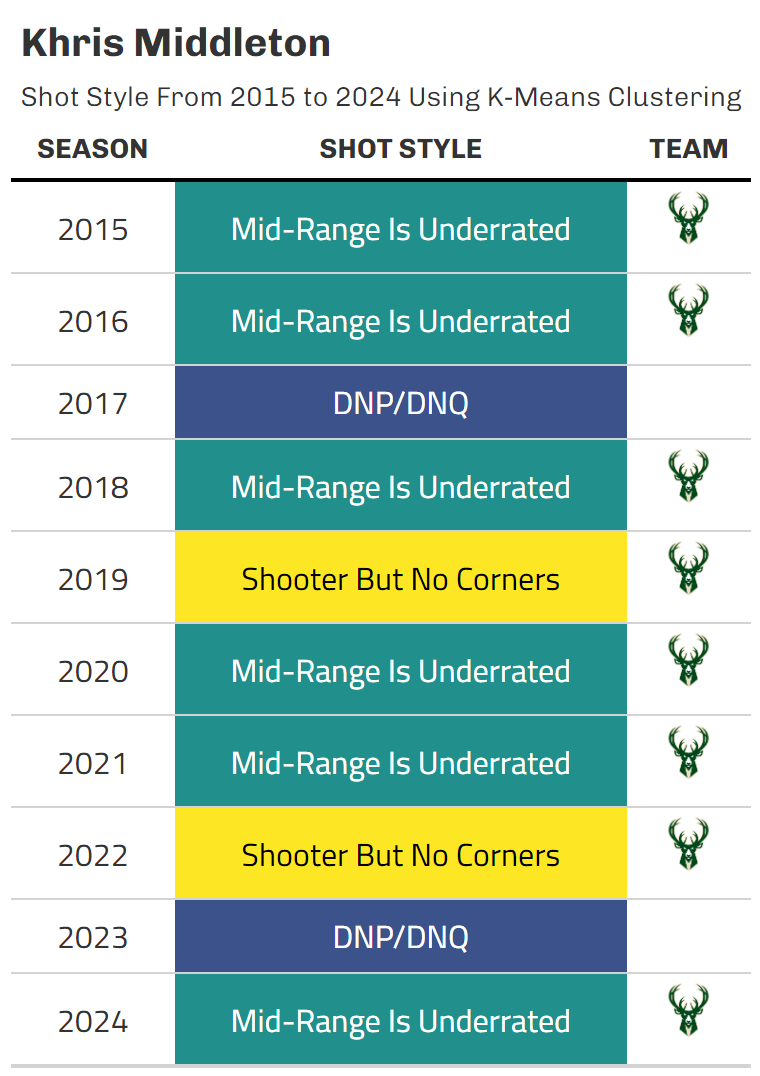 Khris Middleton
Shot Style From 2015 to 2024 Using K-Means Clustering
SEASON SHOT STYLE TEAM
2015 Mid-Range Is Underrated
2016 Mid-Range Is Underrated
2017 DNP/DNQ
2018 Mid-Range Is Underrated
2019 Shooter But No Corners
2020 Mid-Range Is Underrated
2021 Mid-Range Is Underrated
2022 Shooter But No Corners
2023 DNP/DNQ
2024 Mid-Range Is Underrated